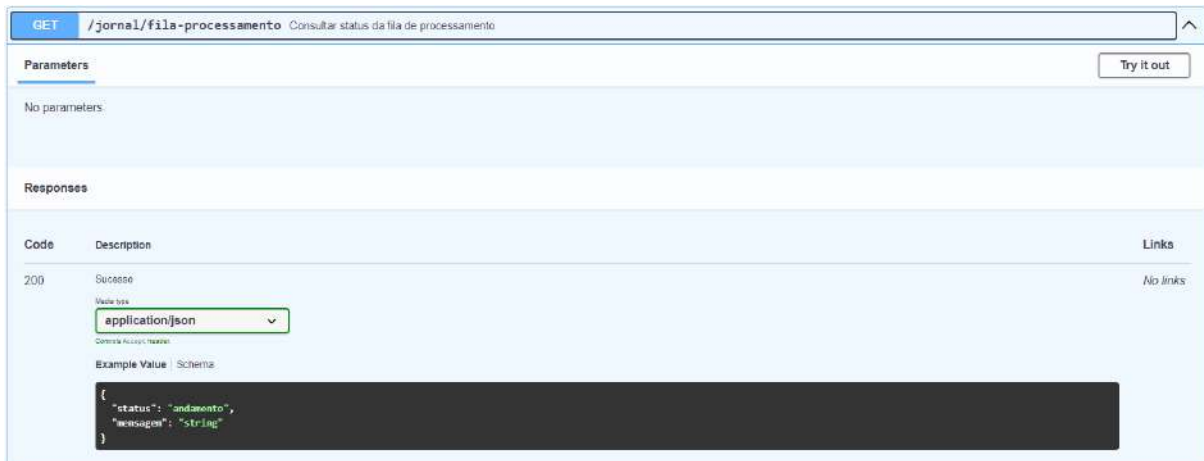 GET /jornal/fila-processamento Consultar status da fila de processamento
Parameters
Try it out
No parameters
Responses
Code Description Links
200 Sucesso No links
Media type
application/json
Controls Accept header.
Example Value Schema
{
"status": "andamento",
"mensagem": "string"
}